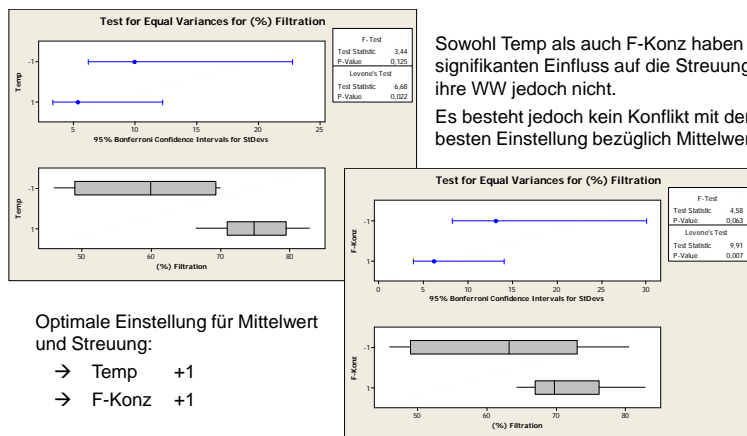 Test for Equal Variances for (%) Filtration
F-Test
Test Statistic 3,44
P-Value 0,125
Levene's Test
Test Statistic 6,68
P-Value 0,022
Temp
-1
1
5 10 15 20 25
95% Bonferroni Confidence Intervals for StDevs
Temp
-1
1
50 60 70 80
(%) Filtration
Sowohl Temp als auch F-Konz haben
signifikanten Einfluss auf die Streuung
ihre WW jedoch nicht.
Es besteht jedoch kein Konflikt mit der
besten Einstellung bezüglich Mittelwer
Test for Equal Variances for (%) Filtration
F-Test
Test Statistic 4,58
P-Value 0,063
Levene's Test
Test Statistic 9,91
P-Value 0,007
F-Konz
-1
1
0 5 10 15 20 25 30
95% Bonferroni Confidence Intervals for StDevs
F-Konz
-1
1
50 60 70 80
(%) Filtration
Optimale Einstellung für Mittelwert
und Streuung:
→ Temp +1
→ F-Konz +1